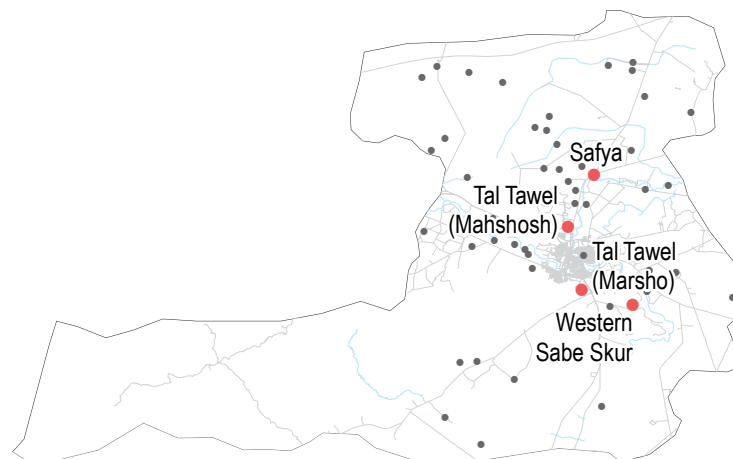 Safya
Tal Tawel
(Mahshosh)
Tal Tawel
(Marsho)
Western
Sabe Skur